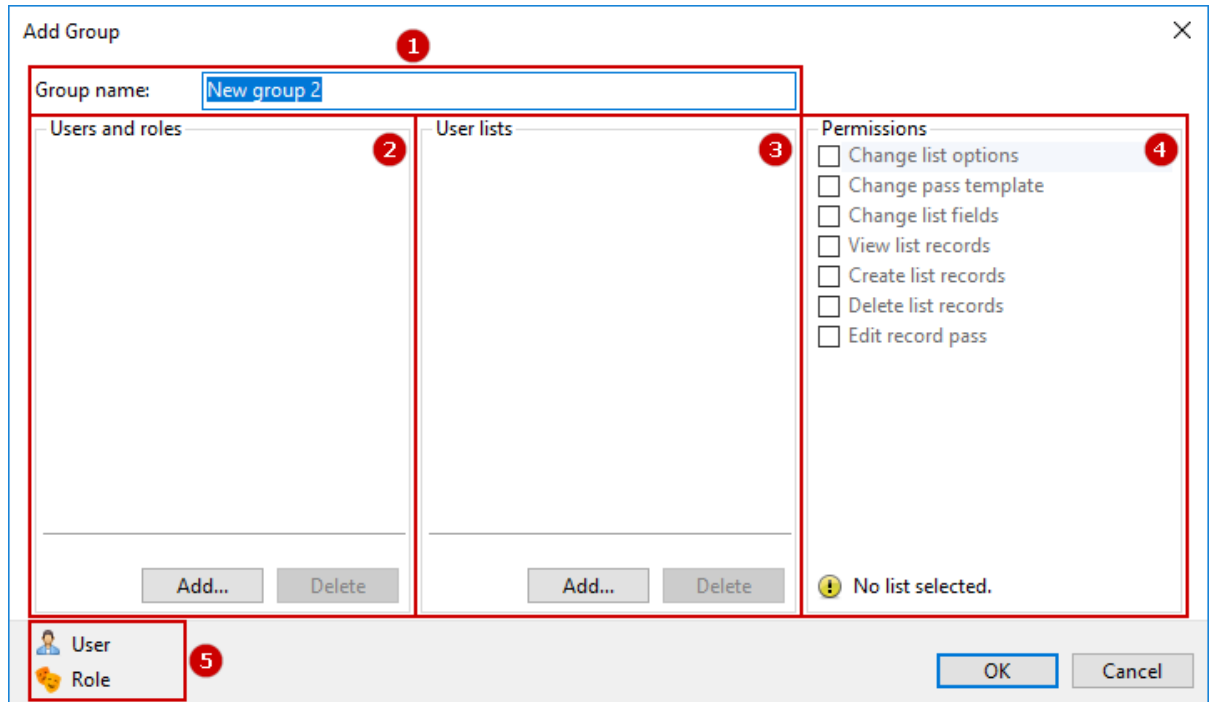 Add Group
1
Group name: New group 2
Users and roles
2
User lists
3
Permissions
4
Change list options
Change pass template
Change list fields
View list records
Create list records
Delete list records
Edit record pass
Add... Delete
Add... Delete
No list selected.
User
Role
5
OK Cancel